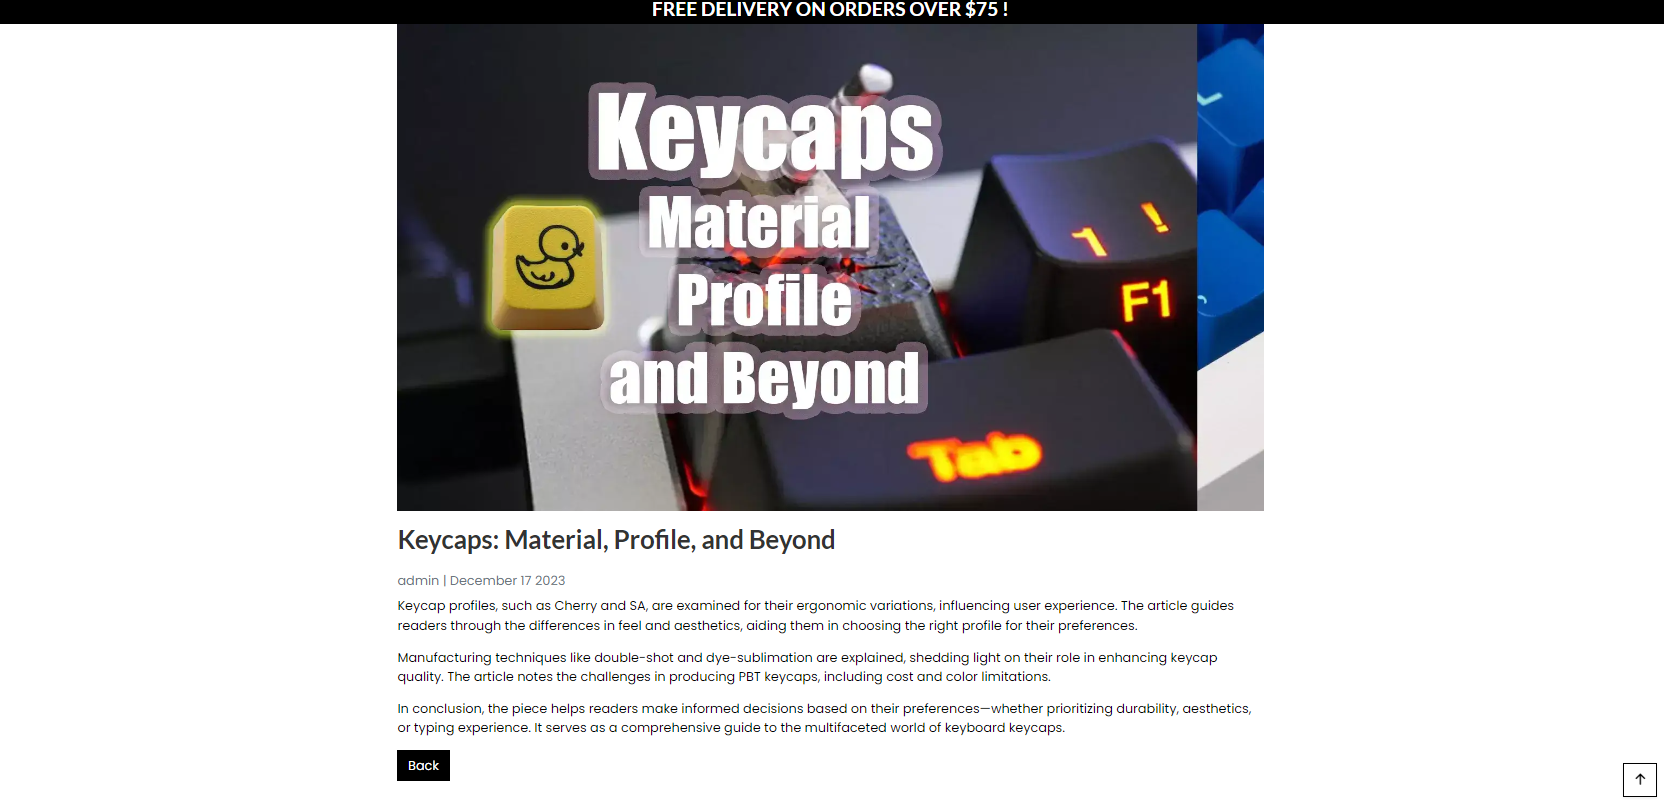 FREE DELIVERY ON ORDERS OVER $75 !
Keycaps
Material
Profile
and Beyond
1 !
F1
Tab
Keycaps: Material, Profile, and Beyond
admin | December 17 2023
Keycap profiles, such as Cherry and SA, are examined for their ergonomic variations, influencing user experience. The article guides
readers through the differences in feel and aesthetics, aiding them in choosing the right profile for their preferences.
Manufacturing techniques like double-shot and dye-sublimation are explained, shedding light on their role in enhancing keycap
quality. The article notes the challenges in producing PBT keycaps, including cost and color limitations.
In conclusion, the piece helps readers make informed decisions based on their preferences—whether prioritizing durability, aesthetics,
or typing experience. It serves as a comprehensive guide to the multifaceted world of keyboard keycaps.
Back